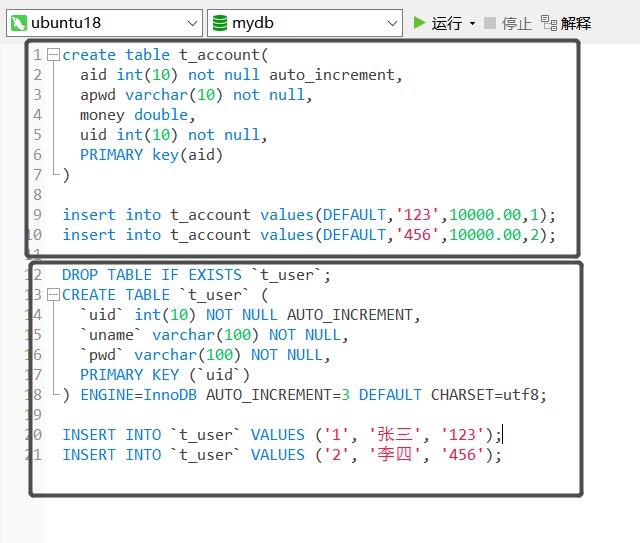 ubuntu18 mydb 运行 停止 解释
1 create table t_account(
2 aid int(10) not null auto_increment,
3 apwd varchar(10) not null,
4 money double,
5 uid int(10) not null,
6 PRIMARY key(aid)
7 )
8
9 insert into t_account values(DEFAULT,'123',10000.00,1);
10 insert into t_account values(DEFAULT,'456',10000.00,2);
11
12 DROP TABLE IF EXISTS `t_user`;
13 CREATE TABLE `t_user` (
14 `uid` int(10) NOT NULL AUTO_INCREMENT,
15 `uname` varchar(100) NOT NULL,
16 `pwd` varchar(100) NOT NULL,
17 PRIMARY KEY (`uid`)
18 ) ENGINE=InnoDB AUTO_INCREMENT=3 DEFAULT CHARSET=utf8;
19
20 INSERT INTO `t_user` VALUES ('1', '张三', '123');
21 INSERT INTO `t_user` VALUES ('2', '李四', '456');